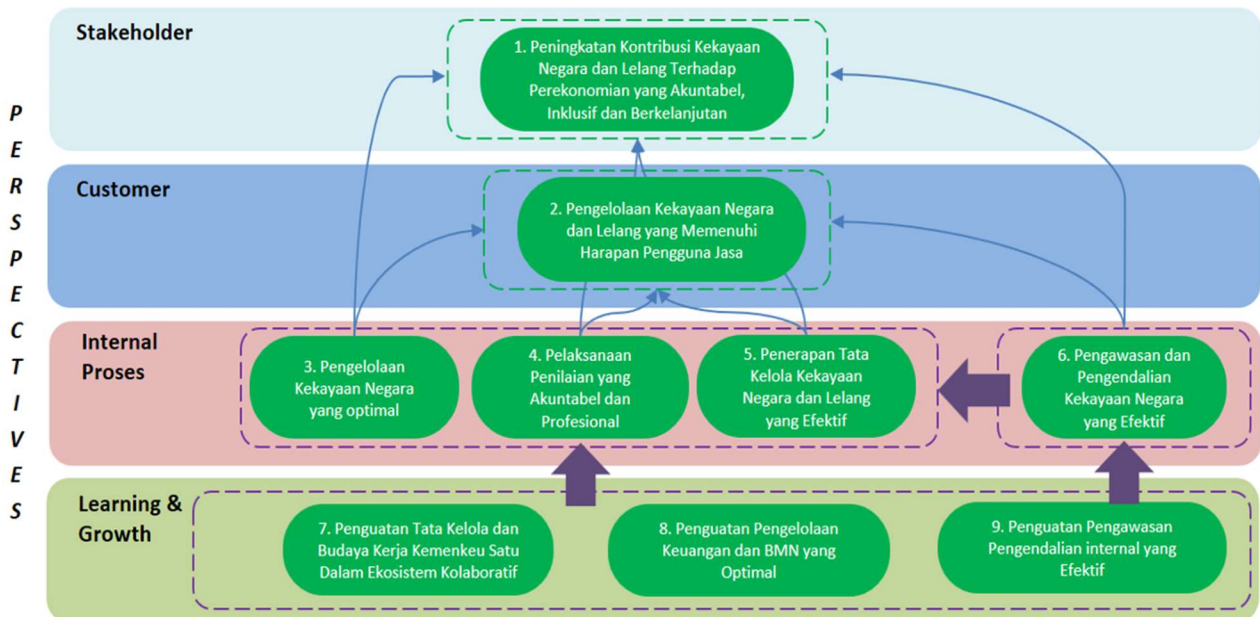 PERSPECTIVES
Stakeholder
1. Peningkatan Kontribusi Kekayaan
Negara dan Lelang Terhadap
Perekonomian yang Akuntabel,
Inklusif dan Berkelanjutan
Customer
2. Pengelolaan Kekayaan Negara
dan Lelang yang Memenuhi
Harapan Pengguna Jasa
Internal
Proses
3. Pengelolaan
Kekayaan Negara
yang optimal
4. Pelaksanaan
Penilaian yang
Akuntabel dan
Profesional
5. Penerapan Tata
Kelola Kekayaan
Negara dan Lelang
yang Efektif
6. Pengawasan dan
Pengendalian
Kekayaan Negara
yang Efektif
Learning &
Growth
7. Penguatan Tata Kelola dan
Budaya Kerja Kemenkeu Satu
Dalam Ekosistem Kolaboratif
8. Penguatan Pengelolaan
Keuangan dan BMN yang
Optimal
9. Penguatan Pengawasan
Pengendalian internal yang
Efektif